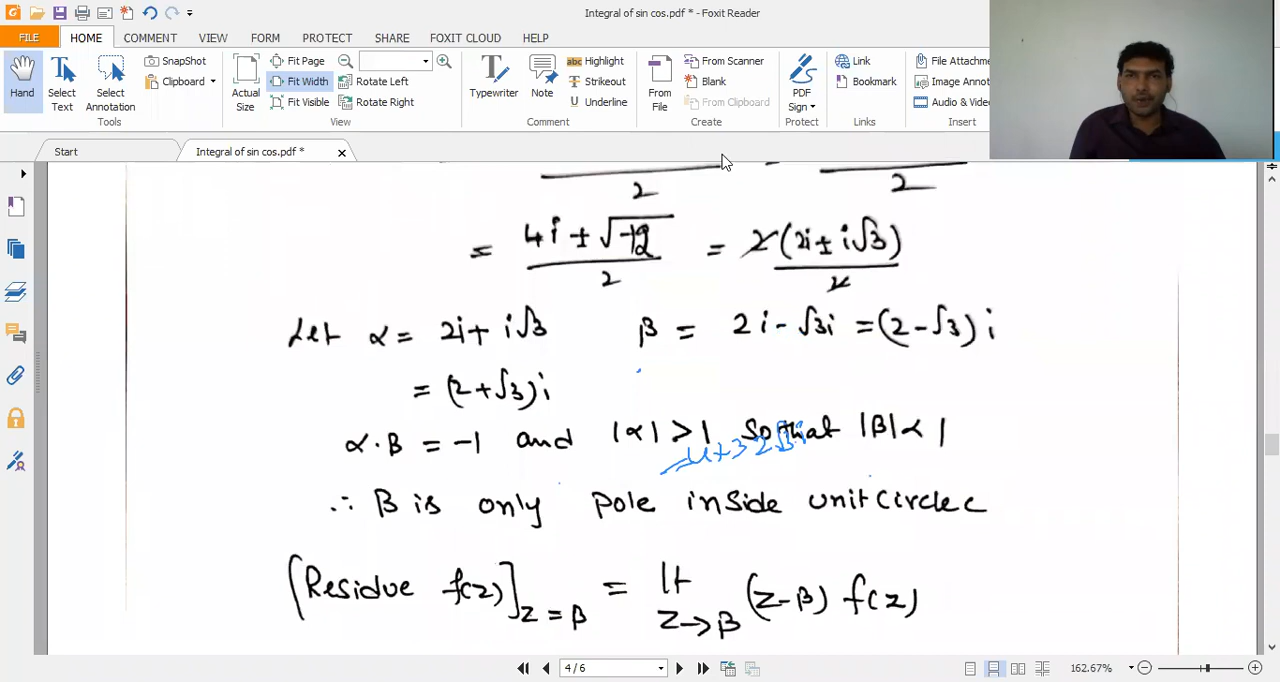 Integral of sin cos.pdf * - Foxit Reader
FILE HOME COMMENT VIEW FORM PROTECT SHARE FOXIT CLOUD HELP
SnapShot Fit Page Highlight From Scanner Link File Attachme
Clipboard Fit Width Rotate Left Strikeout Blank Bookmark Image Annot
Hand Select Text Select Annotation Actual Size Fit Visible Rotate Right Typewriter Note Underline From File From Clipboard PDF Sign Audio & Vide
Tools View Comment Create Protect Links Insert
Start Integral of sin cos.pdf *
2 2
= 4i ± √-12 / 2 = 2(2i ± i√3) / 2
Let α = 2i + i√3 β = 2i - √3i = (2-√3)i
= (2+√3)i
α.β = -1 and |α| > 1 so that |β| < 1
∴ β is only pole inside unit circle c
[Residue f(z)] z=β = lt z→β (z-β) f(z)
4 / 6 162.67%